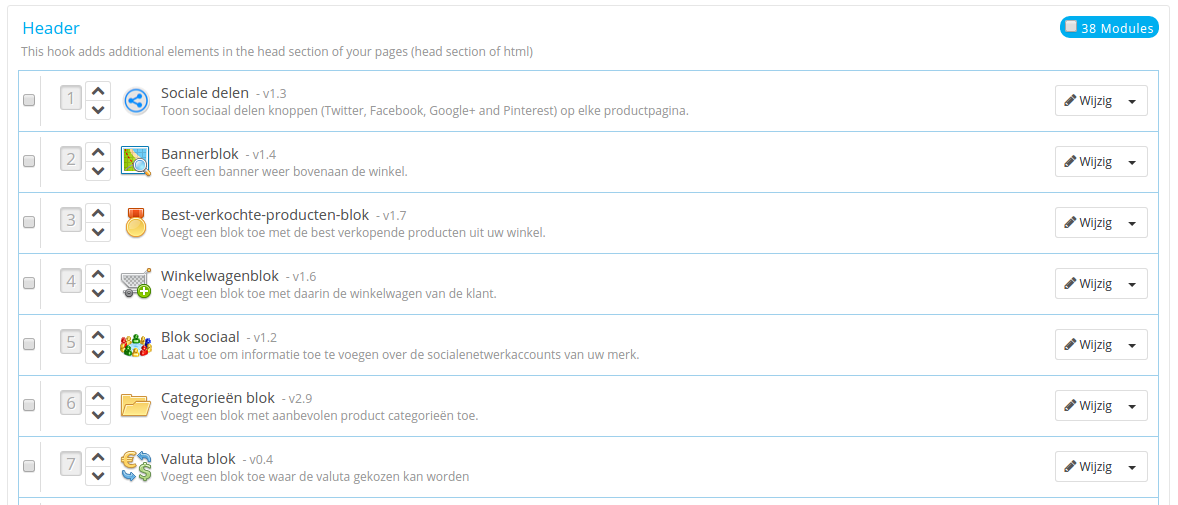 Header
38 Modules
This hook adds additional elements in the head section of your pages (head section of html)
1
Sociale delen - v1.3
Toon sociaal delen knoppen (Twitter, Facebook, Google+ and Pinterest) op elke productpagina.
Wijzig
2
Bannerblok - v1.4
Geeft een banner weer bovenaan de winkel.
Wijzig
3
Best-verkochte-producten-blok - v1.7
Voegt een blok toe met de best verkopende producten uit uw winkel.
Wijzig
4
Winkelwagenblok - v1.6
Voegt een blok toe met daarin de winkelwagen van de klant.
Wijzig
5
Blok sociaal - v1.2
Laat u toe om informatie toe te voegen over de socialenetwerkaccounts van uw merk.
Wijzig
6
Categorieën blok - v2.9
Voegt een blok met aanbevolen product categorieën toe.
Wijzig
7
Valuta blok - v0.4
Voegt een blok toe waar de valuta gekozen kan worden
Wijzig